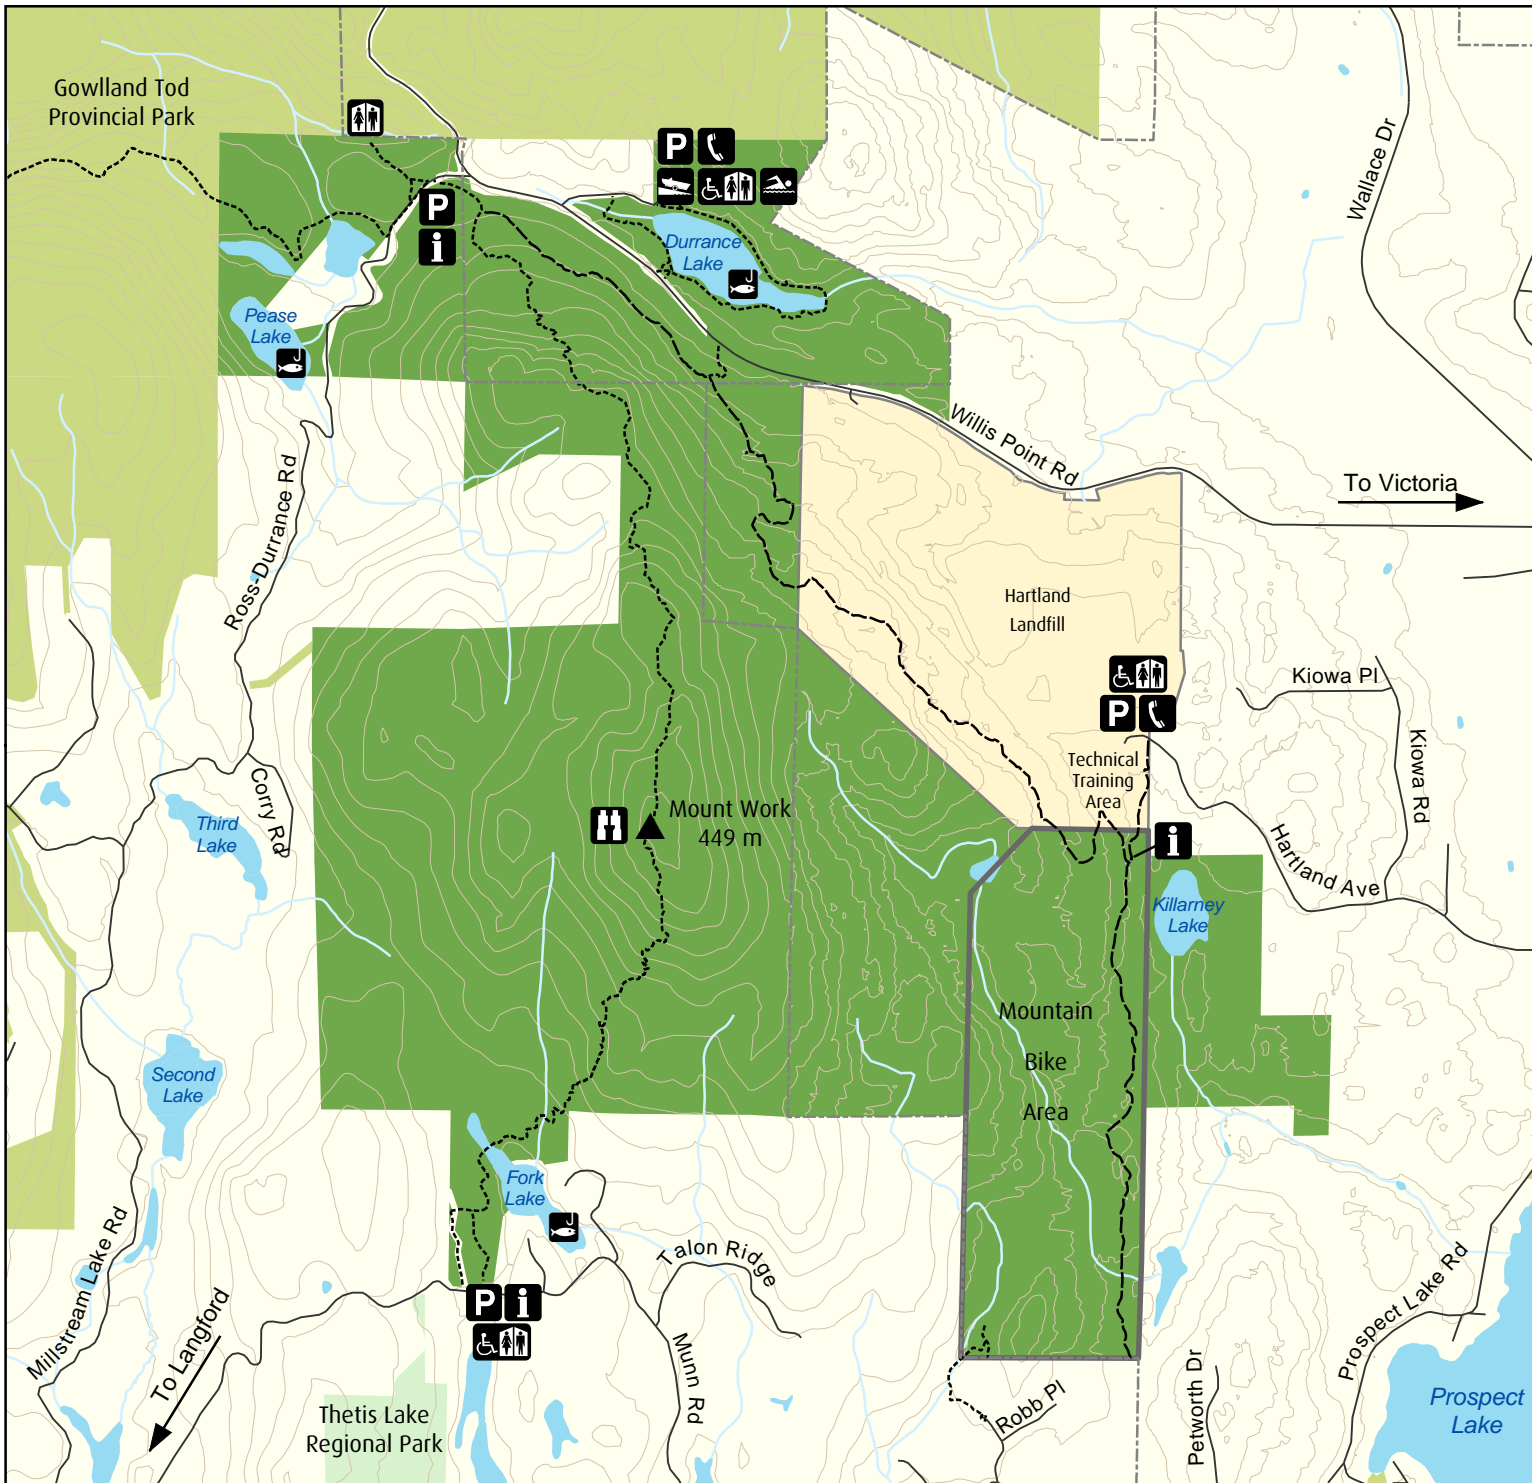 Gowlland Tod
Provincial Park
P
P
i
Durrance
Lake
Wallace Dr
Pease
Lake
Willis Point Rd
To Victoria
Ross-Durrance Rd
Hartland
Landfill
Kiowa Pl
P
Kiowa Rd
Technical
Training
Area
Corry Rd
Third
Lake
Mount Work
449 m
i
Hartland Ave
Killarney
Lake
Mountain
Bike
Area
Second
Lake
Fork
Lake
Talon Ridge
Millstream Lake Rd
To Langford
P
i
Munn Rd
Prospect Lake Rd
Petworth Dr
Robb Pl
Thetis Lake
Regional Park
Prospect
Lake